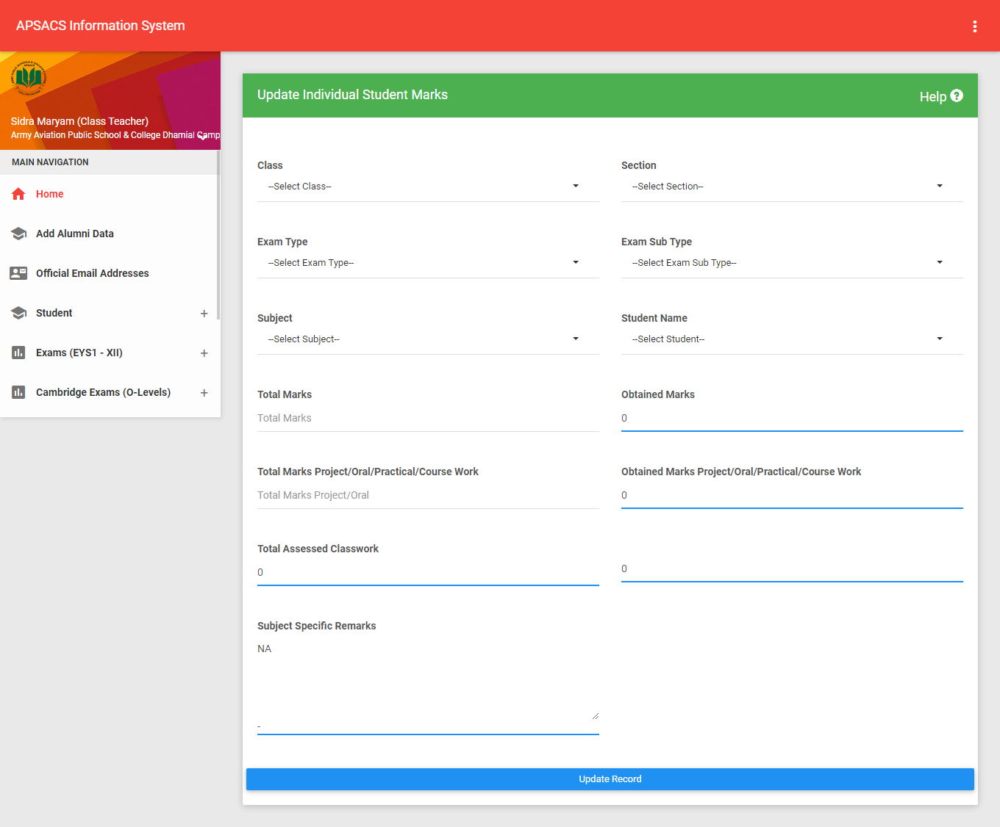 APSACS Information System
Sidra Maryam (Class Teacher)
Army Aviation Public School & College Dhamial Camp
MAIN NAVIGATION
Home
Add Alumni Data
Official Email Addresses
Student +
Exams (EYS1 - XII) +
Cambridge Exams (O-Levels) +
Update Individual Student Marks
Help ?
Class
--Select Class--
Section
--Select Section--
Exam Type
--Select Exam Type--
Exam Sub Type
--Select Exam Sub Type--
Subject
--Select Subject--
Student Name
--Select Student--
Total Marks
Total Marks
Obtained Marks
0
Total Marks Project/Oral/Practical/Course Work
Total Marks Project/Oral
Obtained Marks Project/Oral/Practical/Course Work
0
Total Assessed Classwork
0
0
Subject Specific Remarks
NA
-
Update Record